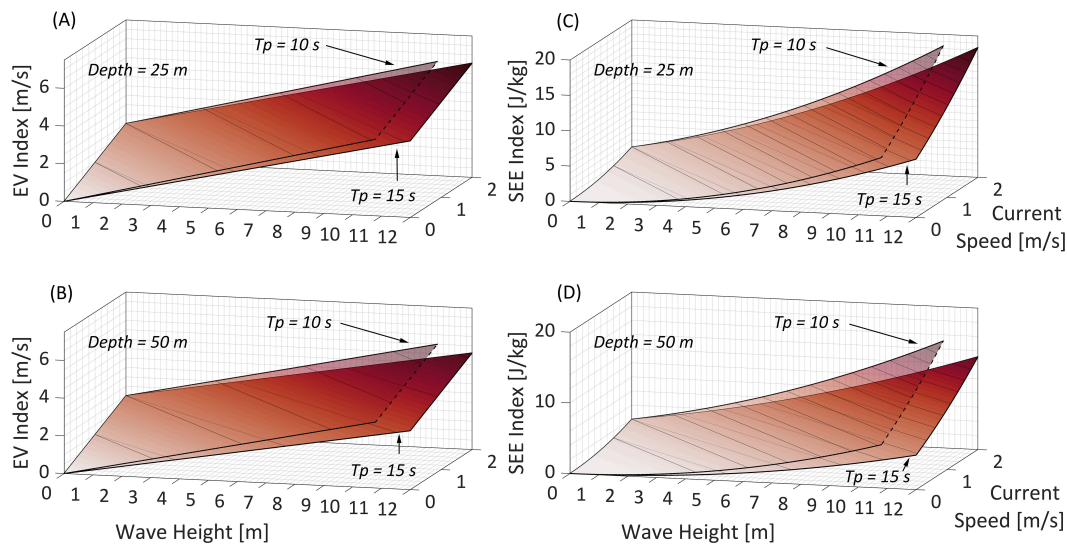 (A)
EV Index [m/s]
Depth = 25 m
Tp = 10 s
Tp = 15 s
6
4
2
0
0 1 2 3 4 5 6 7 8 9 10 11 12
0
1
2
(C)
SEE Index [J/kg]
Depth = 25 m
Tp = 10 s
Tp = 15 s
20
15
10
5
0
0 1 2 3 4 5 6 7 8 9 10 11 12
0
1
2
Current
Speed [m/s]
(B)
EV Index [m/s]
Depth = 50 m
Tp = 10 s
Tp = 15 s
6
4
2
0
0 1 2 3 4 5 6 7 8 9 10 11 12
0
1
2
Wave Height [m]
(D)
SEE Index [J/kg]
Depth = 50 m
Tp = 10 s
Tp = 15 s
20
10
0
0 1 2 3 4 5 6 7 8 9 10 11 12
0
1
2
Current
Speed [m/s]
Wave Height [m]